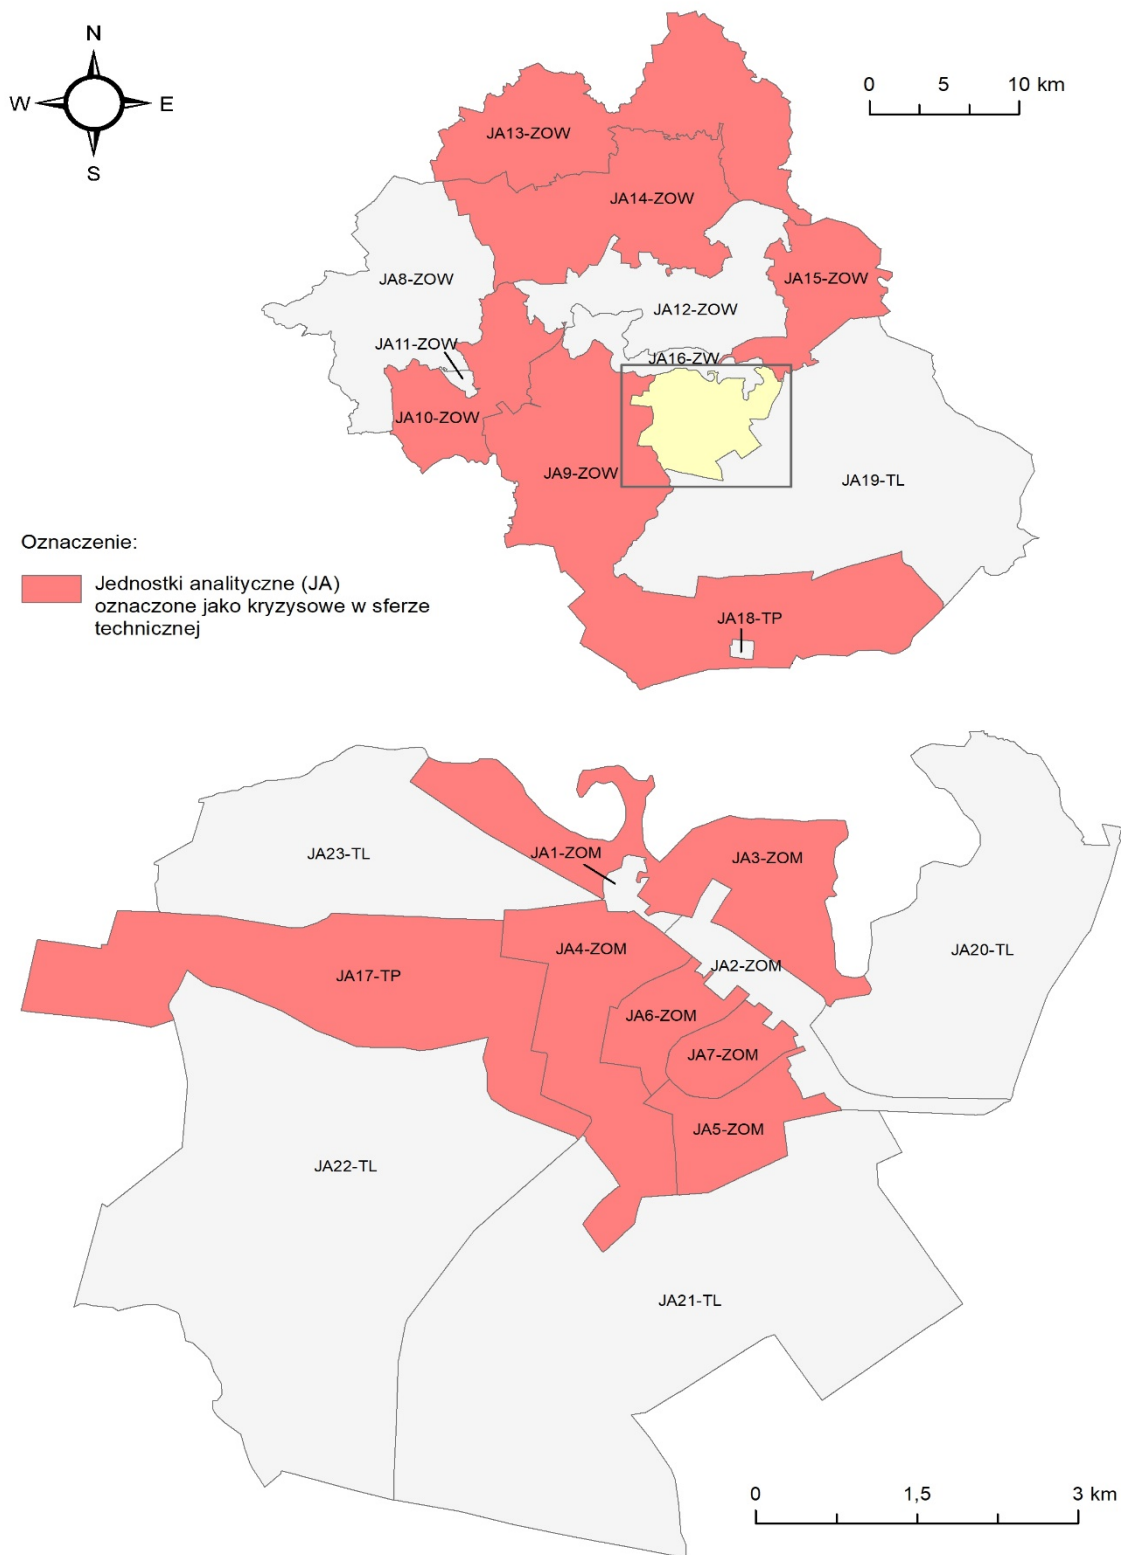 N
W
E
S
0
5
10 km
JA13-ZOW
JA14-ZOW
JA8-ZOW
JA15-ZOW
JA12-ZOW
JA11-ZOW
JA16-ZW
JA10-ZOW
JA9-ZOW
JA19-TL
Oznaczenie:
Jednostki analityczne (JA)
oznaczone jako kryzysowe w sferze
technicznej
JA18-TP
JA23-TL
JA1-ZOM
JA3-ZOM
JA4-ZOM
JA20-TL
JA2-ZOM
JA17-TP
JA6-ZOM
JA7-ZOM
JA5-ZOM
JA22-TL
JA21-TL
0
1,5
3 km